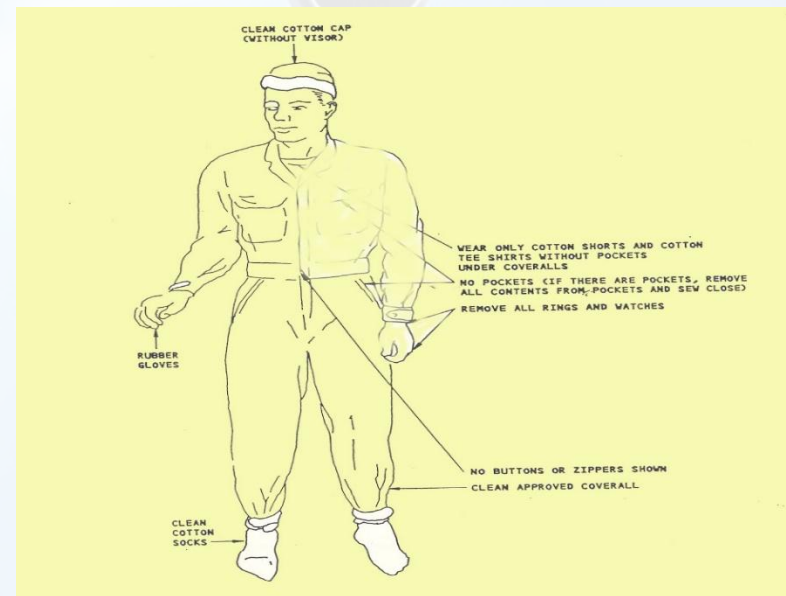 CLEAN COTTON CAP
(WITHOUT VISOR)
WEAR ONLY COTTON SHORTS AND COTTON
TEE SHIRTS WITHOUT POCKETS
UNDER COVERALLS
NO POCKETS (IF THERE ARE POCKETS, REMOVE
ALL CONTENTS FROM POCKETS AND SEW CLOSE)
REMOVE ALL RINGS AND WATCHES
RUBBER
GLOVES
NO BUTTONS OR ZIPPERS SHOWN
CLEAN APPROVED COVERALL
CLEAN
COTTON
SOCKS